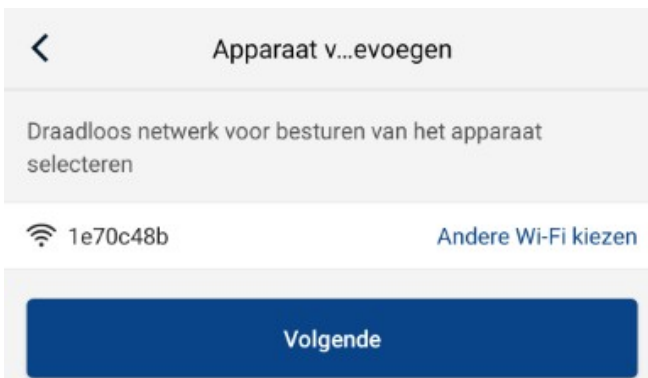 Apparaat v...evoegen
Draadloos netwerk voor besturen van het apparaat
selecteren
1e70c48b Andere Wi-Fi kiezen
Volgende